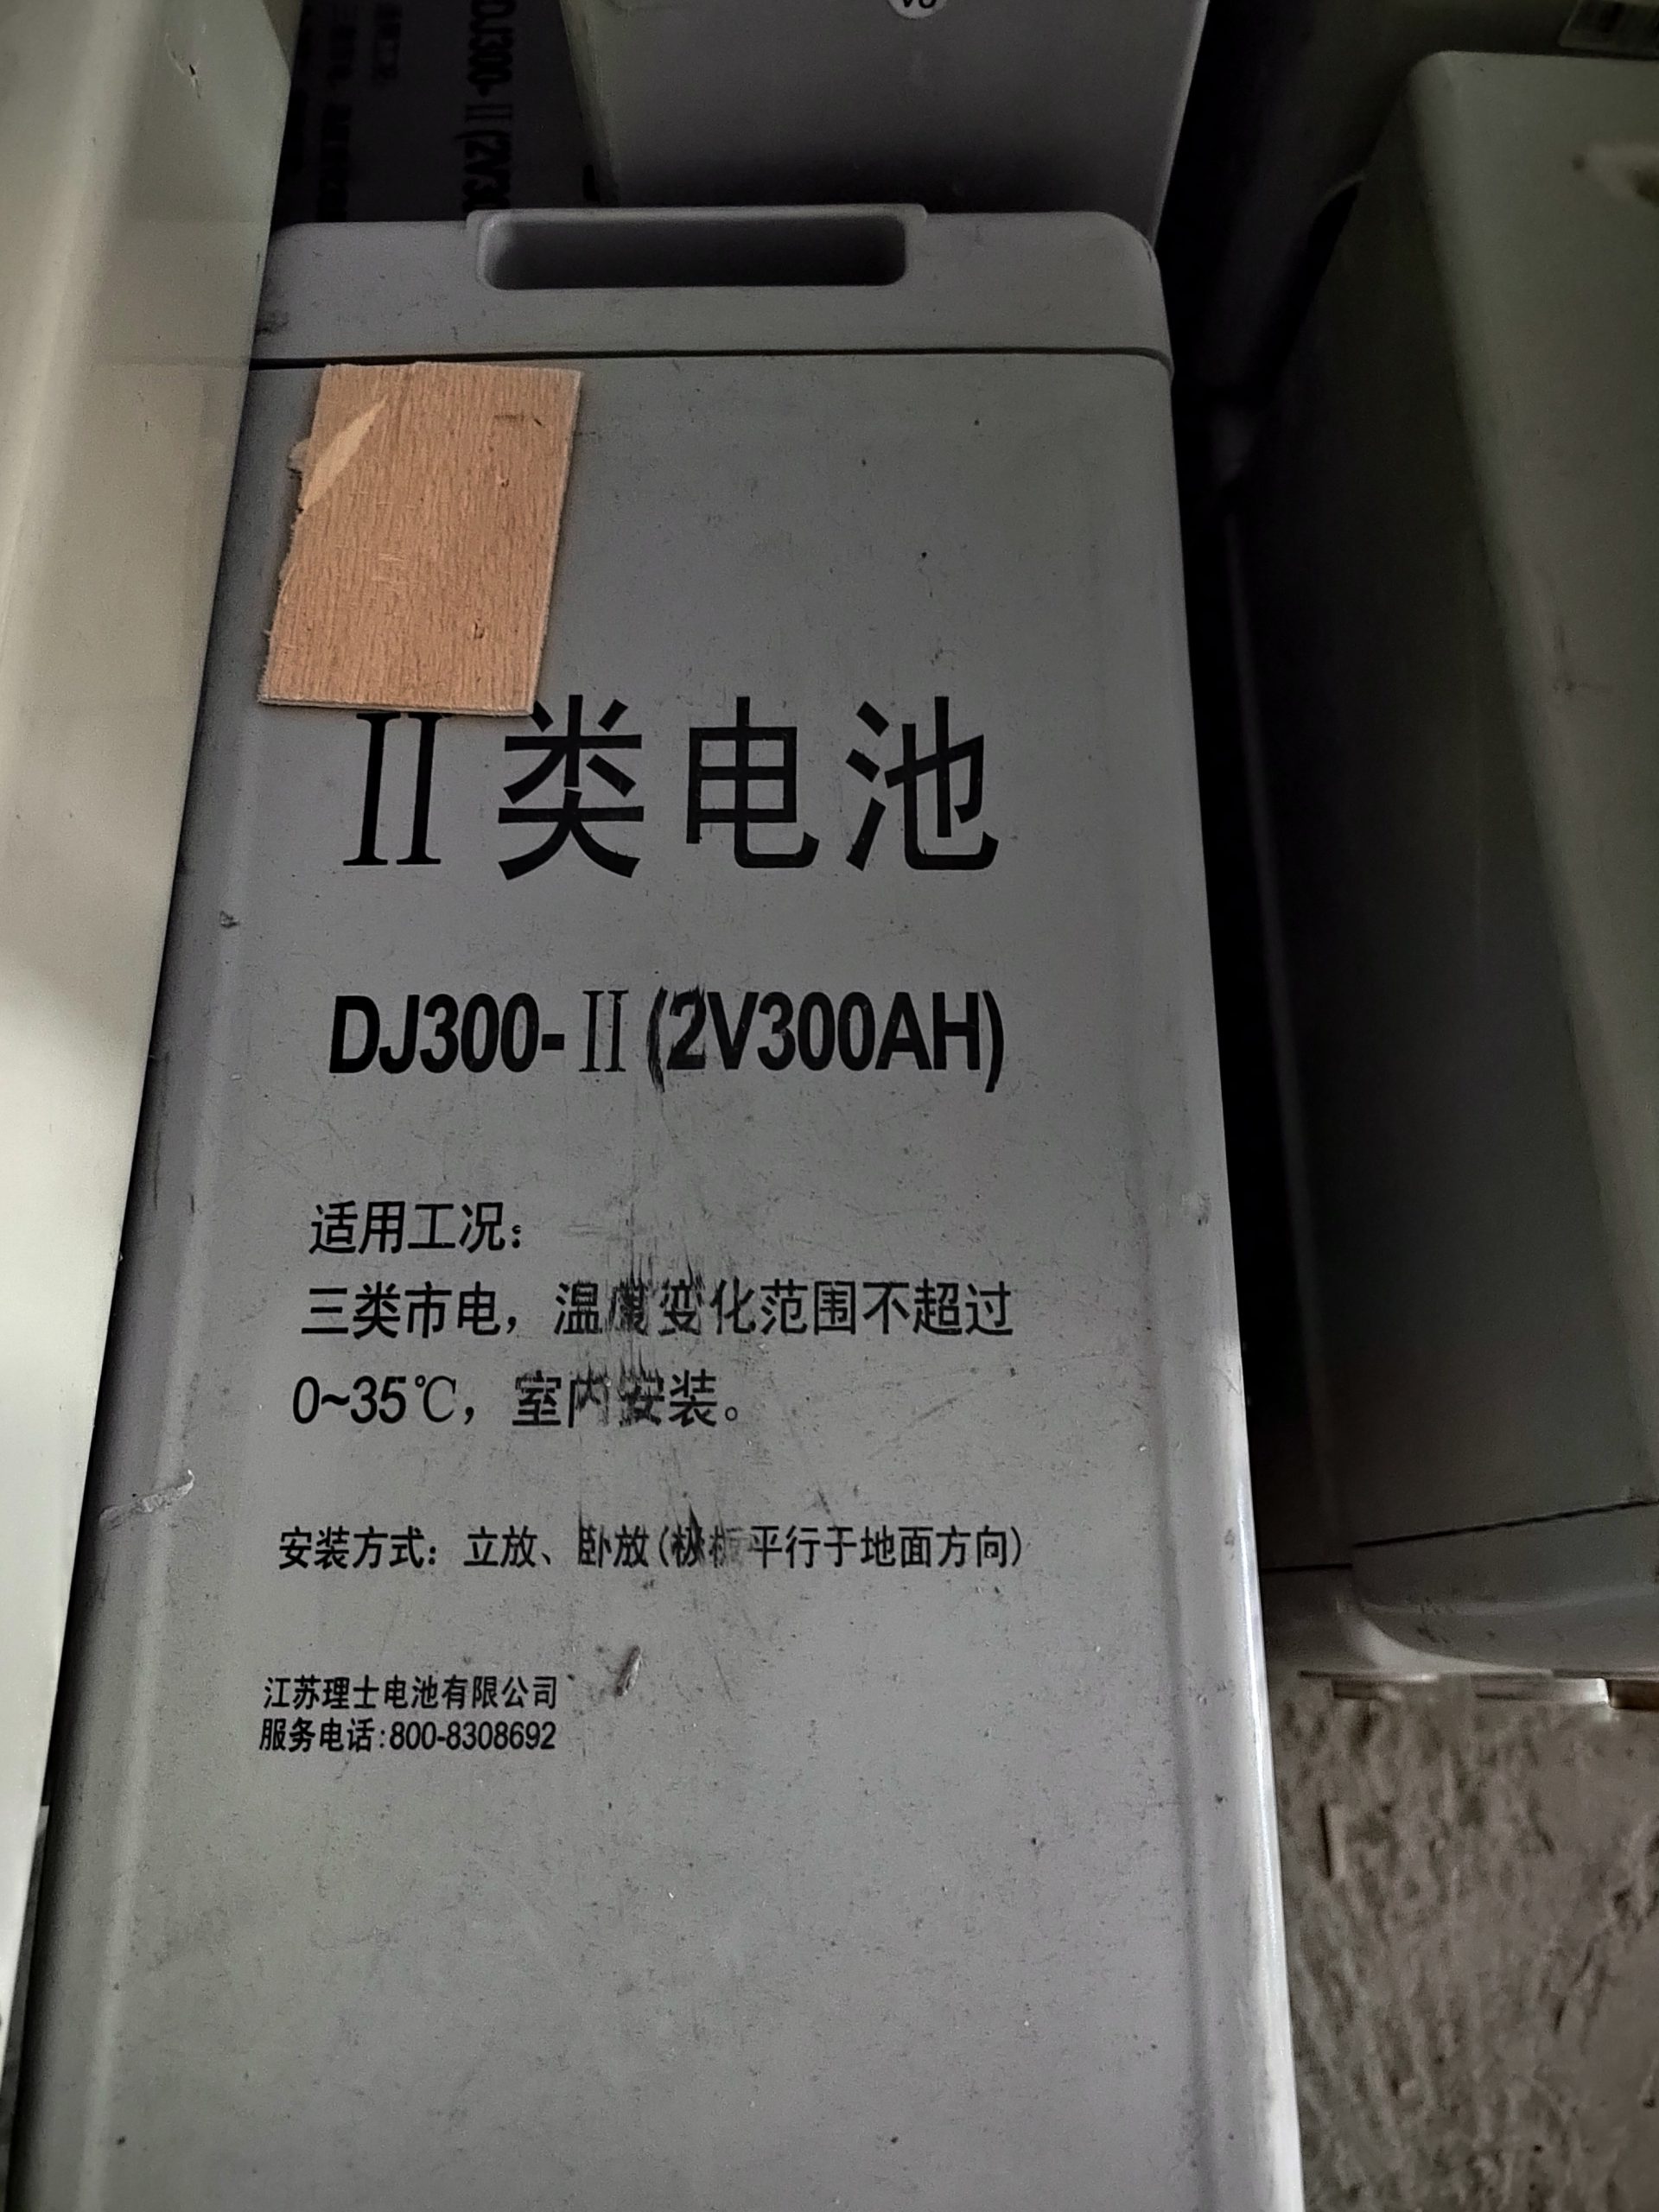 DJ300-II(2V30
II类电池
DJ300-II(2V300AH)
适用工况：
三类市电，温度变化范围不超过
0~35℃，室内安装。
安装方式：立放、卧放(极板平行于地面方向)
江苏理士电池有限公司
服务电话:800-8308692